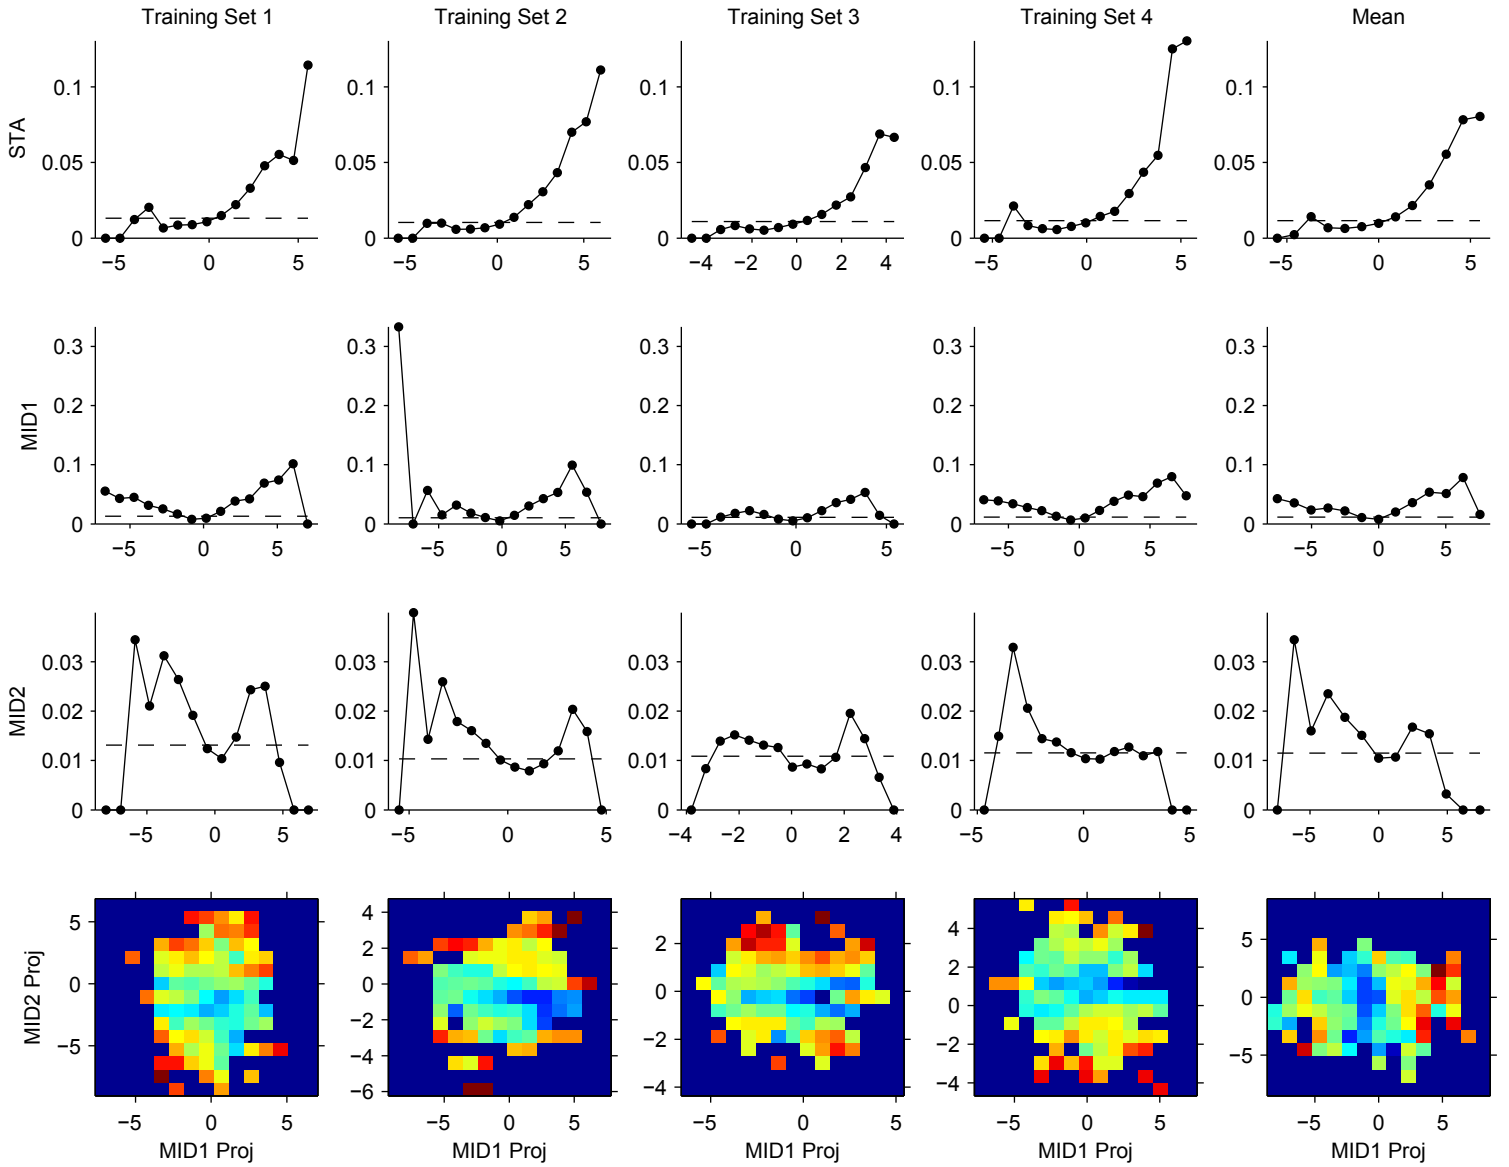 Training Set 1 Training Set 2 Training Set 3 Training Set 4 Mean
STA
0.1 0.1 0.1 0.1 0.1
0.05 0.05 0.05 0.05 0.05
0 0 0 0 0
−5 0 5 −5 0 5 −4 −2 0 2 4 −5 0 5 −5 0 5
MID1
0.3 0.3 0.3 0.3 0.3
0.2 0.2 0.2 0.2 0.2
0.1 0.1 0.1 0.1 0.1
0 0 0 0 0
−5 0 5 −5 0 5 −5 0 5 −5 0 5 −5 0 5
MID2
0.03 0.03 0.03 0.03 0.03
0.02 0.02 0.02 0.02 0.02
0.01 0.01 0.01 0.01 0.01
0 0 0 0 0
−5 0 5 −5 0 5 −4 −2 0 2 4 −5 0 5 −5 0 5
MID2 Proj
5 0 −5
4 2 0 −2 −4 −6
2 0 −2 −4
4 2 0 −2 −4
5 0 −5
−5 0 5 −5 0 5 −5 0 5 −5 0 5 −5 0 5
MID1 Proj MID1 Proj MID1 Proj MID1 Proj MID1 Proj